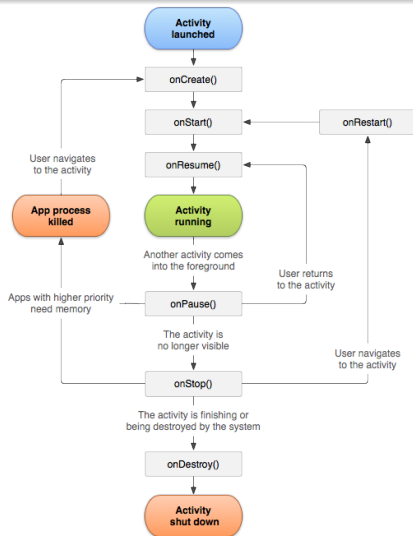 Activity
launched
onCreate()
onStart()
onRestart()
User navigates
to the activity
onResume()
App process
killed
Activity
running
Another activity comes
into the foreground
User returns
to the activity
Apps with higher priority
need memory
onPause()
The activity is
no longer visible
User navigates
to the activity
onStop()
The activity is finishing or
being destroyed by the system
onDestroy()
Activity
shut down